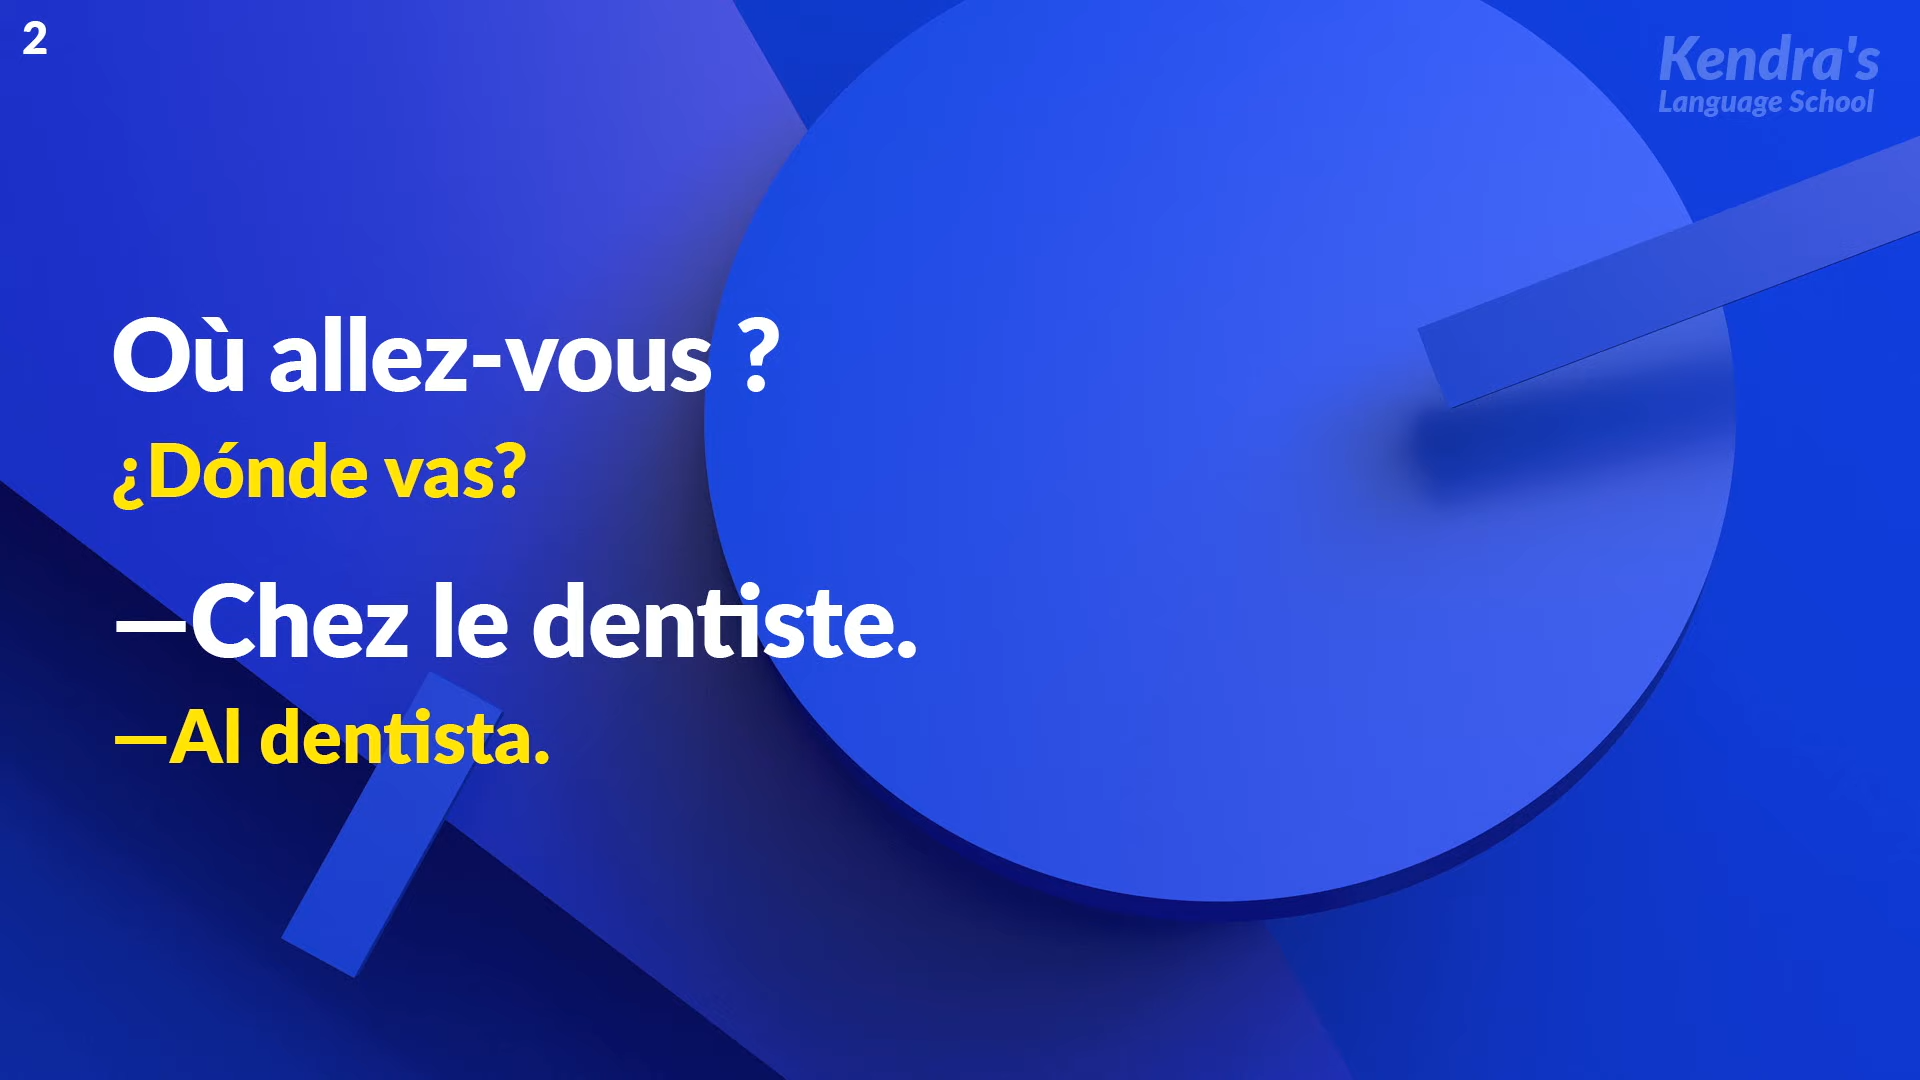 2
Kendra's
Language School
Où allez-vous ?
¿Dónde vas?
—Chez le dentiste.
—Al dentista.